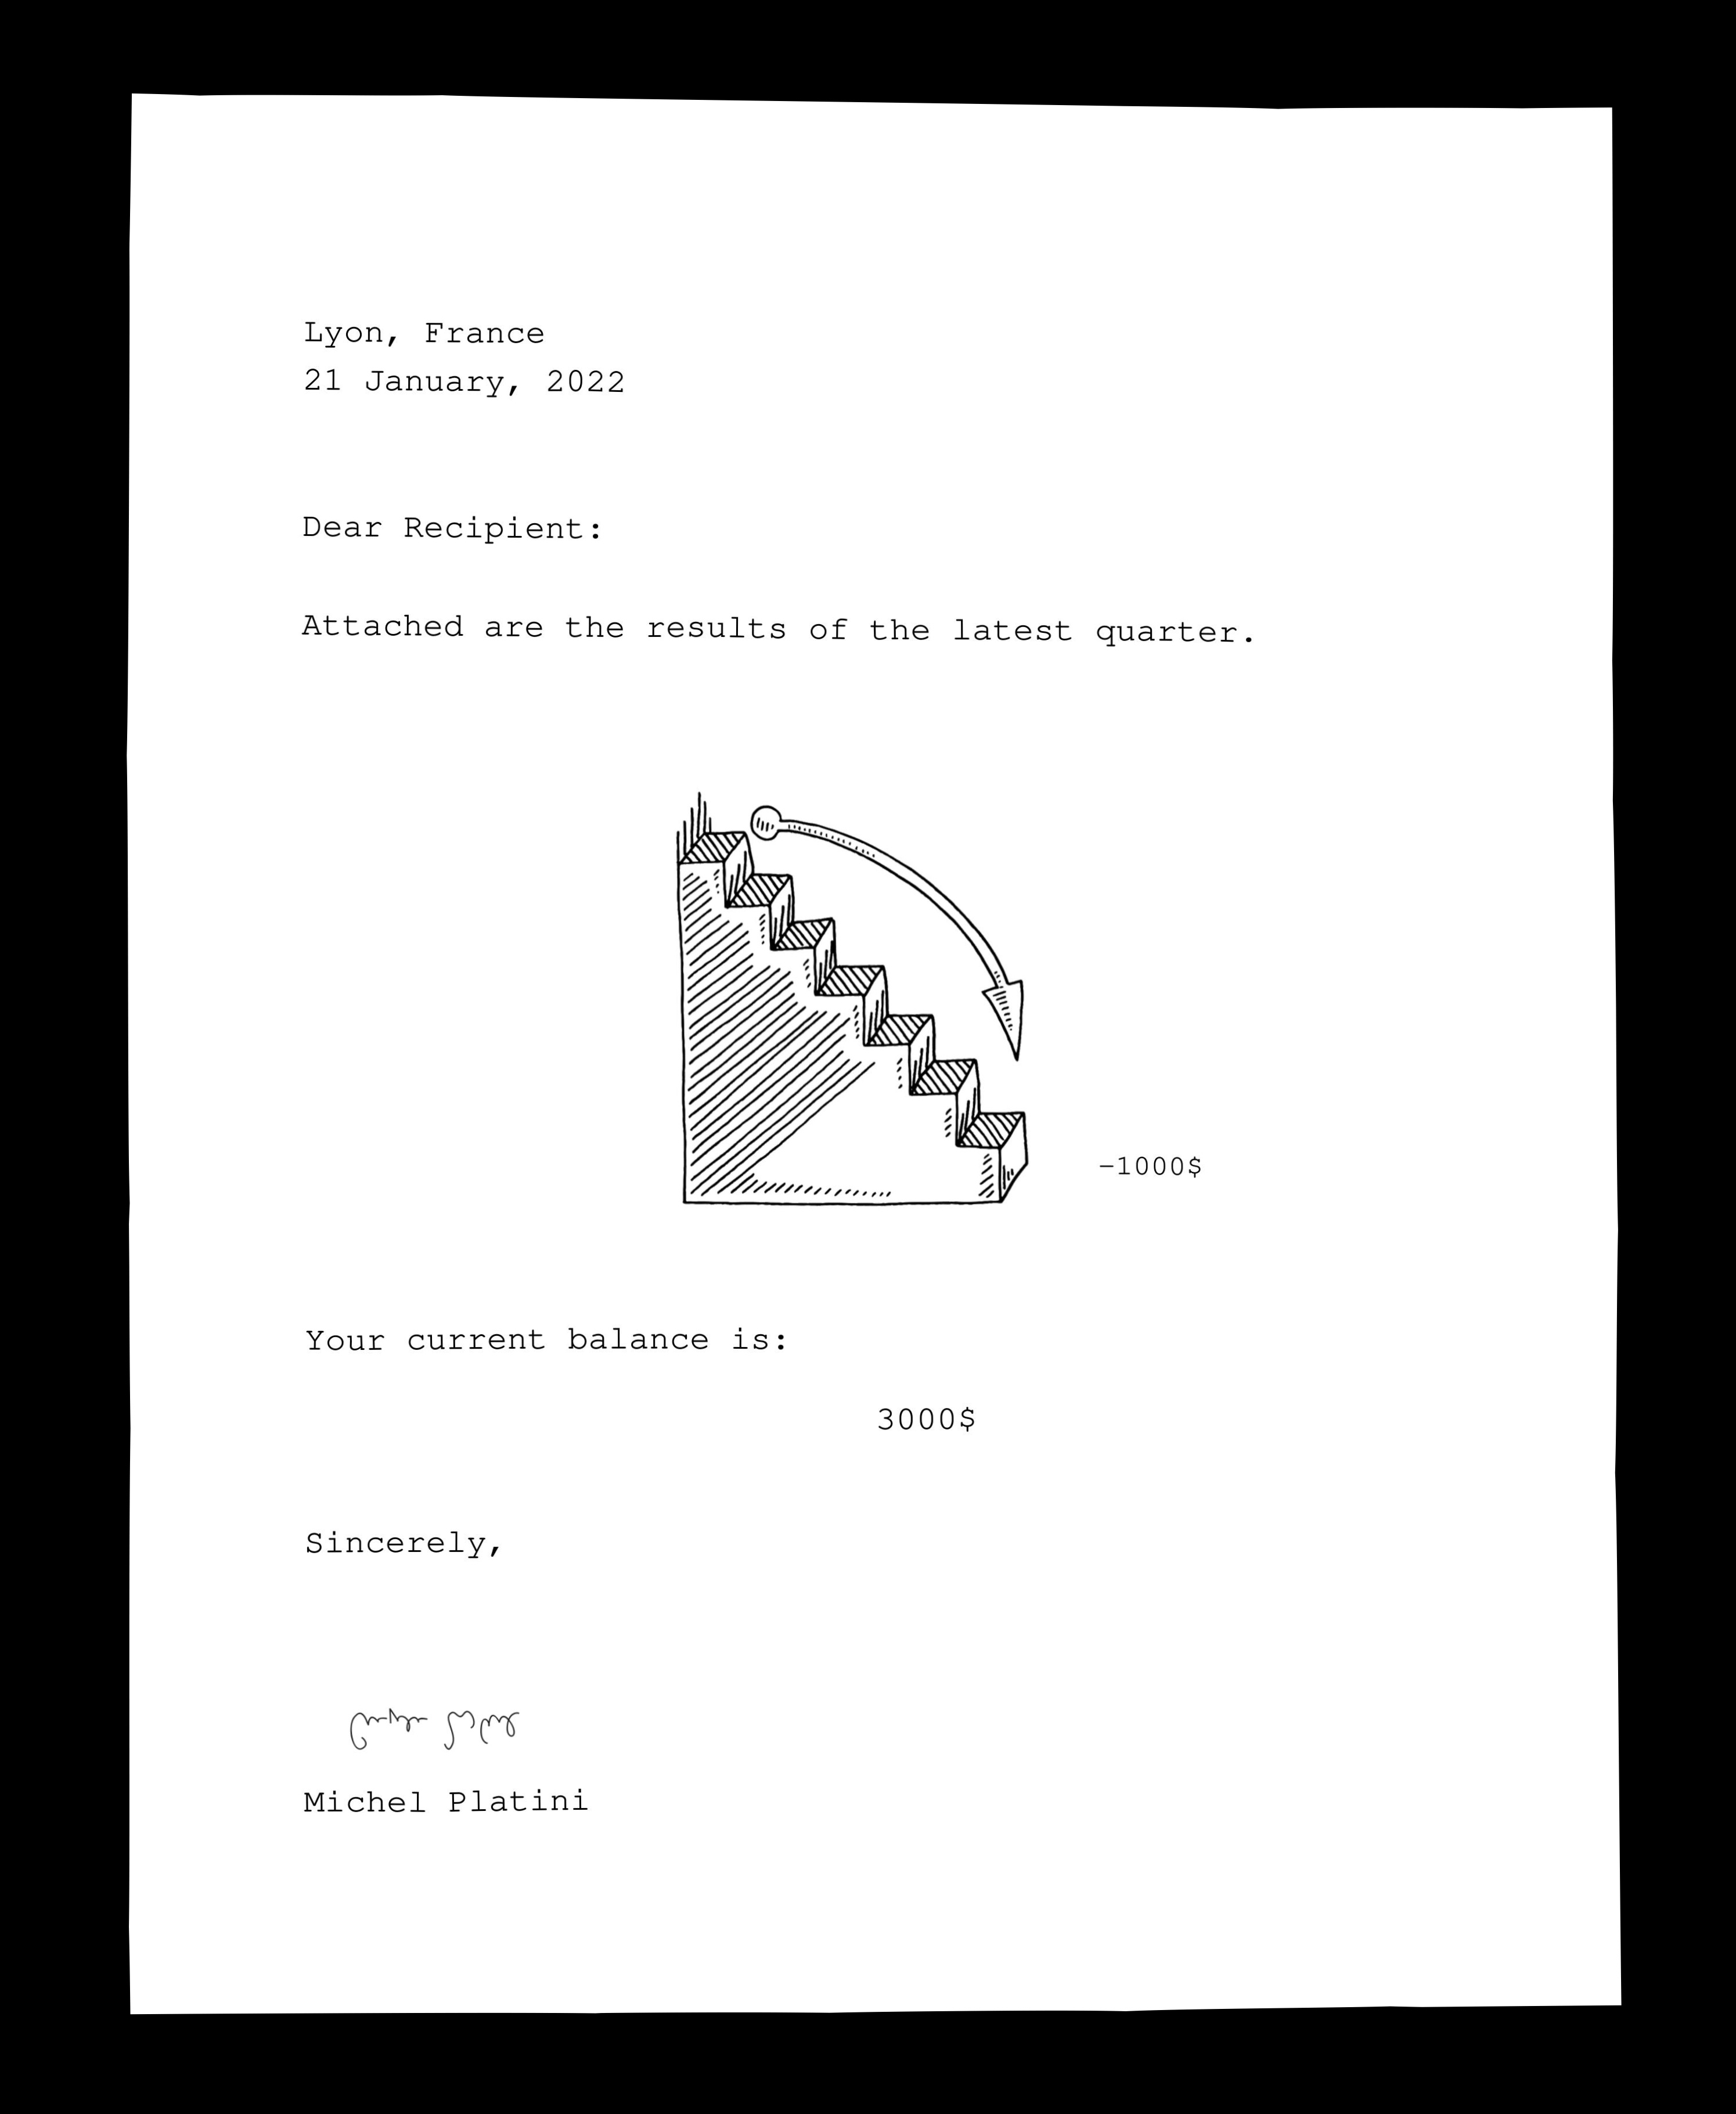 Lyon, France
21 January, 2022
Dear Recipient:
Attached are the results of the latest quarter.
-1000$
Your current balance is:
3000$
Sincerely,
Michel Platini